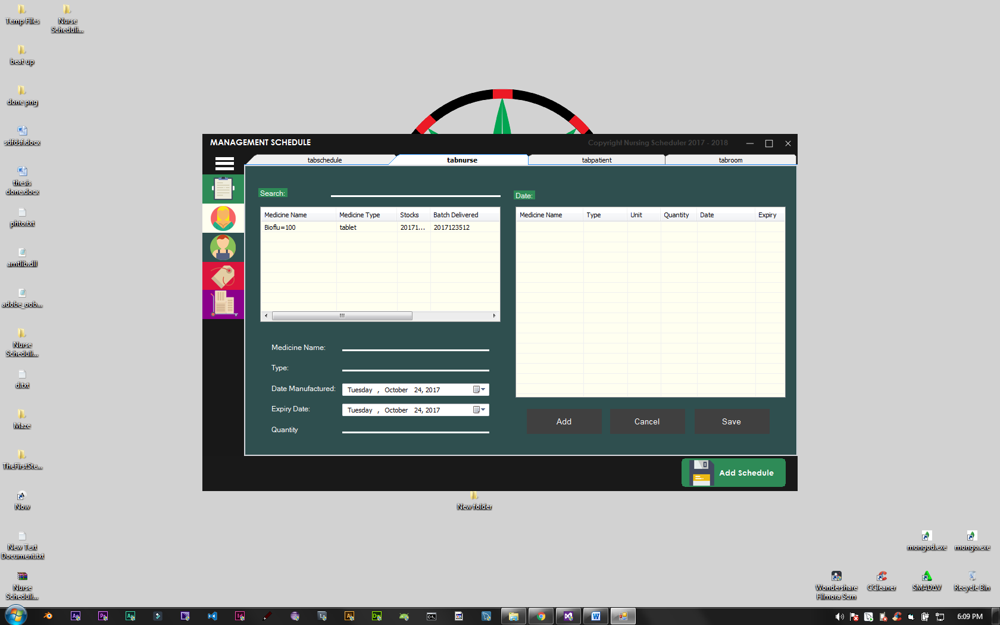 Temp Files
Nurse
Scheduli...
beat up
done png
sdfdsf.docx
thesis
done.docx
phto.txt
amtlib.dll
adobe_oob...
Nurse
Scheduli...
d.txt
Maze
TheFirstSte...
Now
New Text
Document.txt
Nurse
Scheduli...
MANAGEMENT SCHEDULE
Copyright Nursing Scheduler 2017 - 2018
tabschedule
tabnurse
tabpatient
tabroom
Search:
Date:
Medicine Name Medicine Type Stocks Batch Delivered
Bioflu=100 tablet 20171... 2017123512
Medicine Name Type Unit Quantity Date Expiry
Medicine Name:
Type:
Date Manufactured: Tuesday , October 24, 2017
Expiry Date: Tuesday , October 24, 2017
Quantity
Add
Cancel
Save
Add Schedule
New folder
mongod.exe
mongo.exe
Wondershare
Filmora Scrn
CCleaner
SMADAV
Recycle Bin
6:09 PM